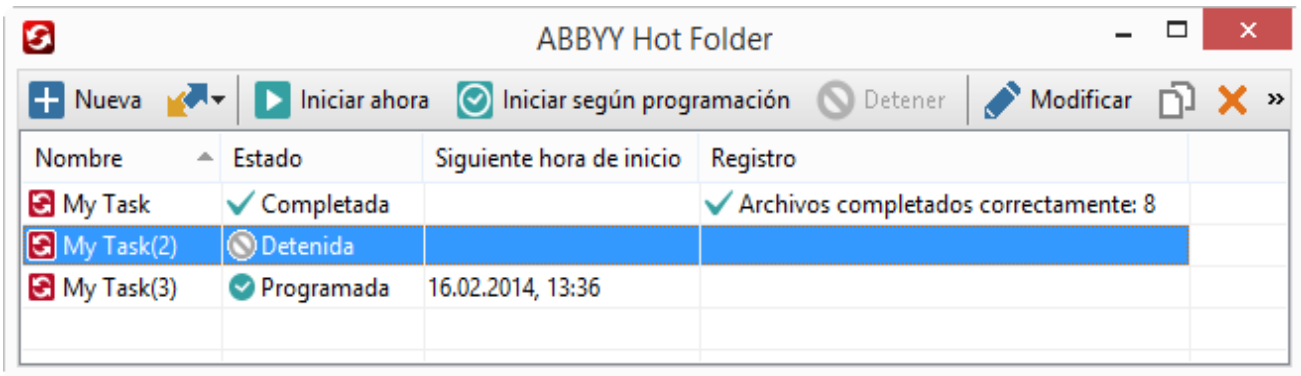 ABBYY Hot Folder
Nueva Iniciar ahora Iniciar según programación Detener Modificar »
Nombre Estado Siguiente hora de inicio Registro
My Task Completada Archivos completados correctamente: 8
My Task(2) Detenida
My Task(3) Programada 16.02.2014, 13:36